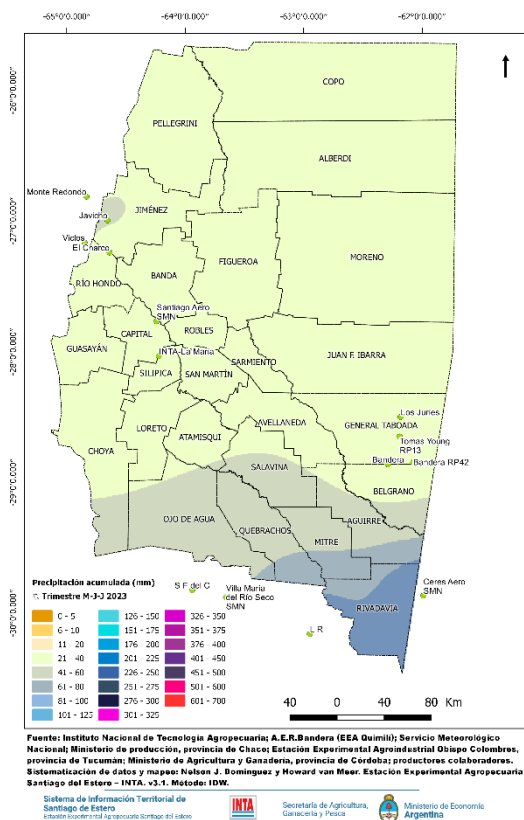 -65°0'0.000" -64°0'0.000" -63°0'0.000" -62°0'0.000"
-26°0'0.000"
-27°0'0.000"
-28°0'0.000"
-29°0'0.000"
-30°0'0.000"
COPO
PELLEGRINI
ALBERDI
Monte Redondo
JIMÉNEZ
Javicho
Viclos
El Charco
MORENO
FIGUEROA
BANDA
RÍO HONDO
Santiago Aero
SMN
ROBLES
CAPITAL
GUASAYÁN
INTA-La Maria
SARMIENTO
JUAN F. IBARRA
SILIPICA
SAN MARTÍN
Los Juries
LORETO
AVELLANEDA
GENERAL TABOADA
ATAMISQUI
Tomas Young
RP13
CHOYA
SALAVINA
Bandera
Bandera RP42
BELGRANO
OJO DE AGUA
AGUIRRE
QUEBRACHOS
MITRE
S F del C
Villa Maria
del Río Seco
SMN
Ceres Aero
SMN
RIVADAVIA
L R
Precipitación acumulada (mm)
Trimestre M-J-J 2023
0 - 5 126 - 150 326 - 350
6 - 10 151 - 175 351 - 375
11 - 20 176 - 200 376 - 400
21 - 40 201 - 225 401 - 450
41 - 60 226 - 250 451 - 500
61 - 80 251 - 275 501 - 600
81 - 100 276 - 300 601 - 700
101 - 125 301 - 325
40 0 40 80 Km
Fuente: Instituto Nacional de Tecnología Agropecuaria; A.E.R.Bandera (EEA Quimilí); Servicio Meteorológico
Nacional; Ministerio de producción, provincia de Chaco; Estación Experimental Agroindustrial Obispo Colombres,
provincia de Tucumán; Ministerio de Agricultura y Ganadería, provincia de Córdoba; productores colaboradores.
Sistematización de datos y mapeo: Nelson J. Dominguez y Howard van Meer. Estación Experimental Agropecuaria
Santiago del Estero – INTA. v3.1. Método: IDW.
Sistema de Información Territorial de
Santiago del Estero
Estación Experimental Agropecuaria Santiago del Estero
INTA
Secretaría de Agricultura,
Ganadería y Pesca
Ministerio de Economía
Argentina